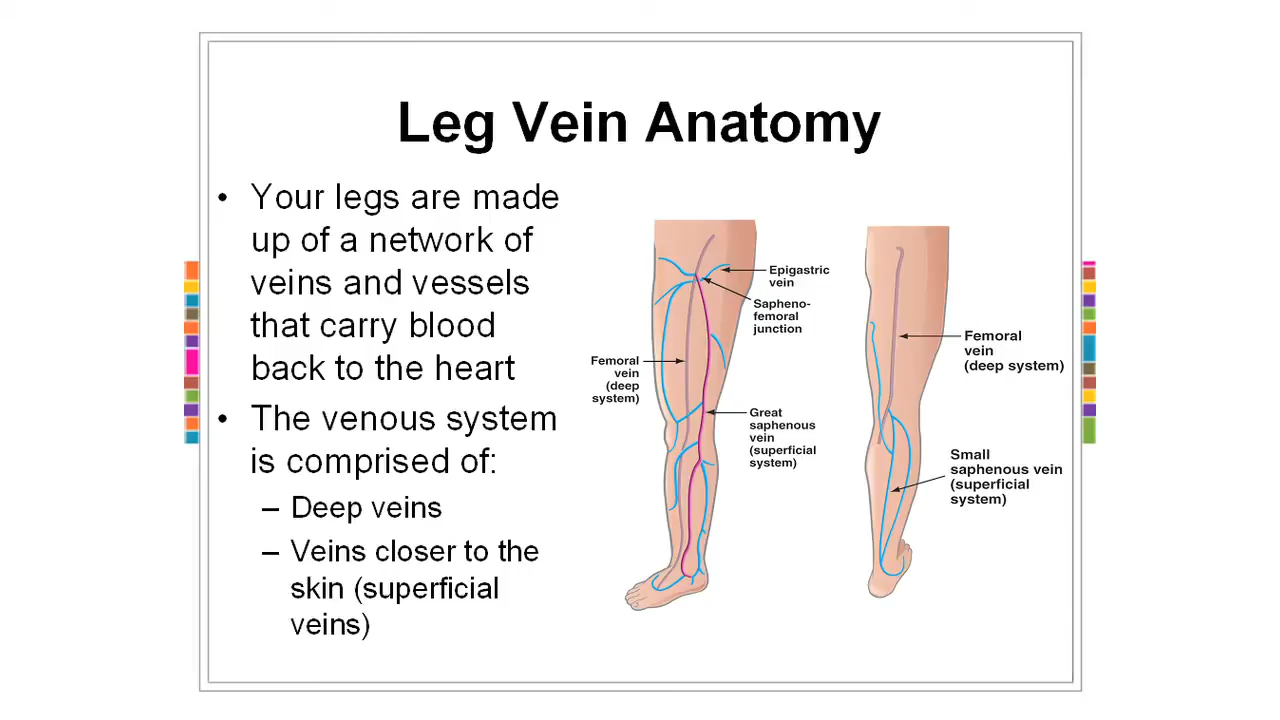 Leg Vein Anatomy
• Your legs are made
up of a network of
veins and vessels
that carry blood
back to the heart
• The venous system
is comprised of:
– Deep veins
– Veins closer to the
skin (superficial
veins)
Epigastric
vein
Sapheno-
femoral
junction
Femoral
vein
(deep
system)
Great
saphenous
vein
(superficial
system)
Femoral
vein
(deep system)
Small
saphenous vein
(superficial
system)